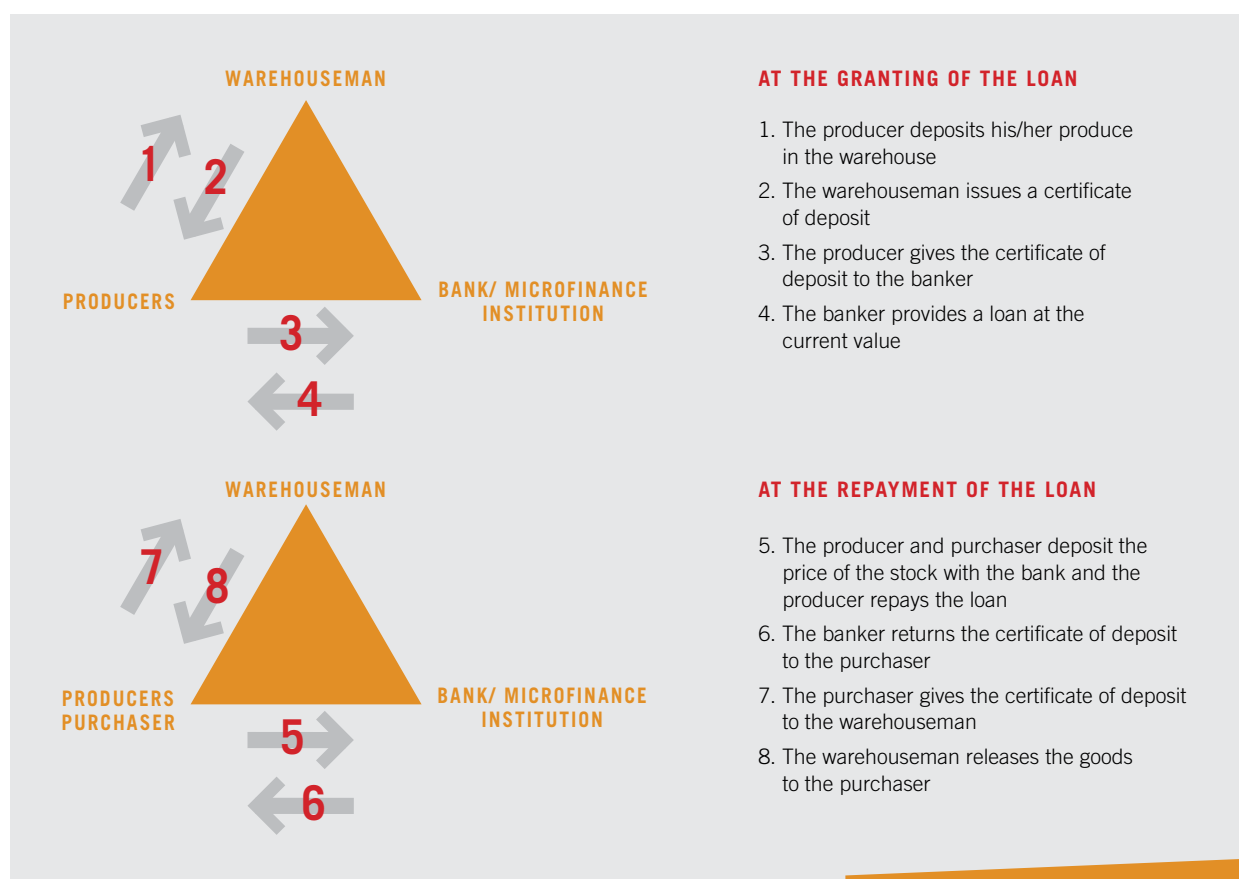 WAREHOUSEMAN
1
2
PRODUCERS
BANK/ MICROFINANCE
INSTITUTION
3
4
AT THE GRANTING OF THE LOAN
1. The producer deposits his/her produce
in the warehouse
2. The warehouseman issues a certificate
of deposit
3. The producer gives the certificate of
deposit to the banker
4. The banker provides a loan at the
current value
WAREHOUSEMAN
7
8
PRODUCERS
PURCHASER
BANK/ MICROFINANCE
INSTITUTION
5
6
AT THE REPAYMENT OF THE LOAN
5. The producer and purchaser deposit the
price of the stock with the bank and the
producer repays the loan
6. The banker returns the certificate of deposit
to the purchaser
7. The purchaser gives the certificate of deposit
to the warehouseman
8. The warehouseman releases the goods
to the purchaser